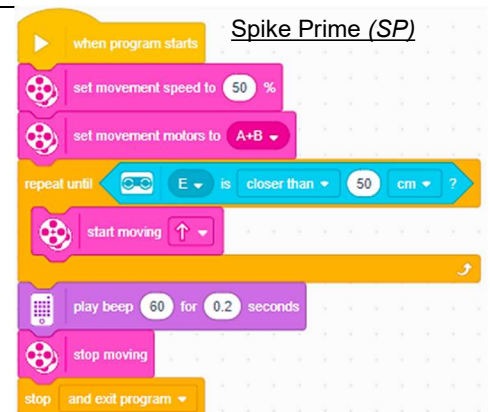 Spike Prime (SP)
when program starts
set movement speed to 50 %
set movement motors to A+B
repeat until E is closer than 50 cm ?
start moving ↑
play beep 60 for 0.2 seconds
stop moving
stop and exit program